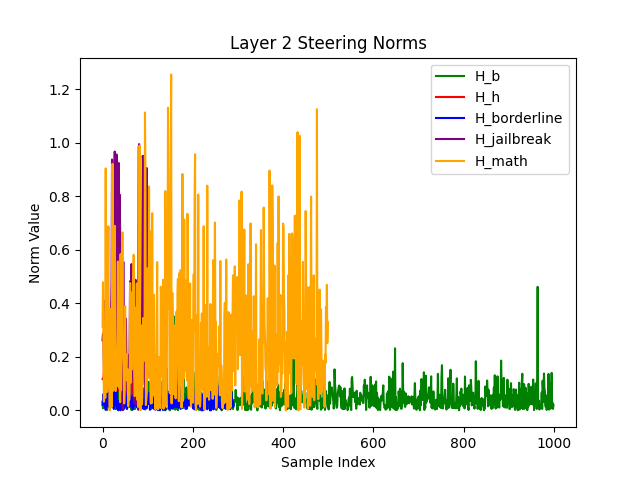 Layer 2 Steering Norms
Norm Value
1.2
1.0
0.8
0.6
0.4
0.2
0.0
H_b
H_h
H_borderline
H_jailbreak
H_math
0 200 400 600 800 1000
Sample Index